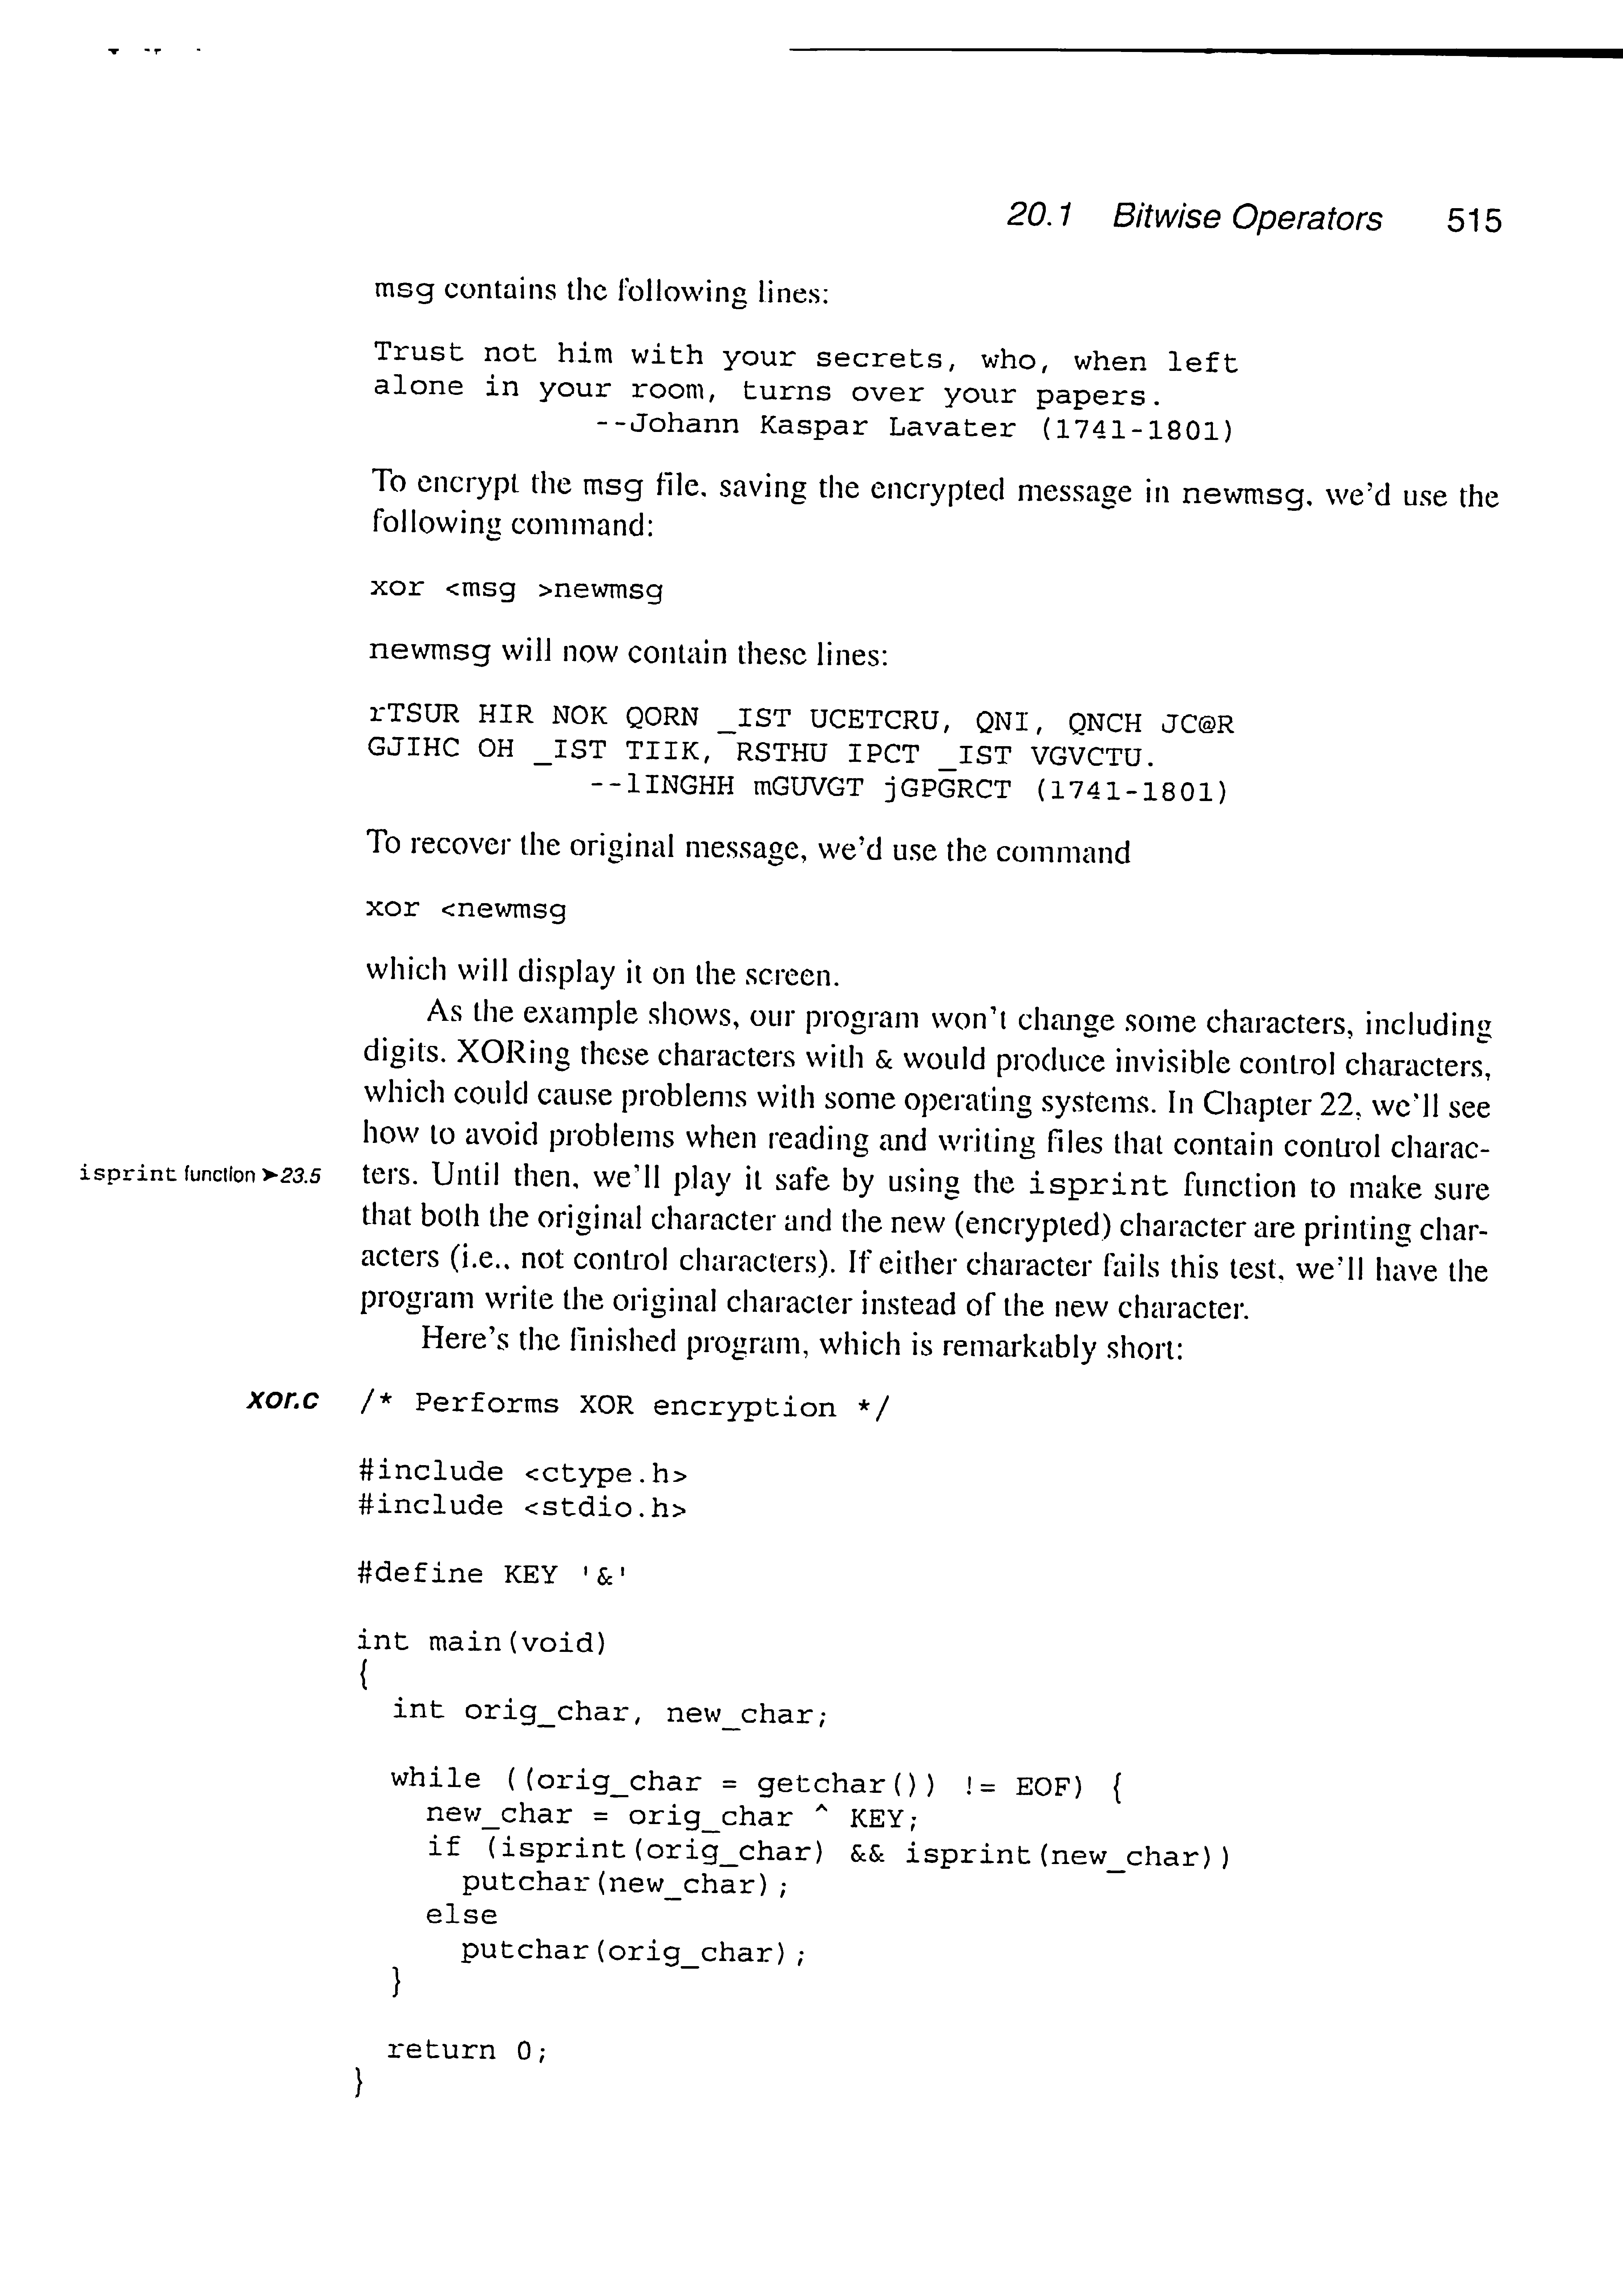 20.1 Bitwise Operators 515
msg contains the following lines:
Trust not him with your secrets, who, when left
alone in your room, turns over your papers.
--Johann Kaspar Lavater (1741-1801)
To encrypt the msg file, saving the encrypted message in newmsg, we'd use the
following command:
xor <msg >newmsg
newmsg will now contain these lines:
rTSUR HIR NOK QORN _IST UCETCRU, QNI, QNCH JC@R
GJIHC OH _IST TIIK, RSTHU IPCT _IST VGVCTU.
--lINGHH mGUVGT jGPGRCT (1741-1801)
To recover the original message, we'd use the command
xor <newmsg
which will display it on the screen.
As the example shows, our program won't change some characters, including
digits. XORing these characters with & would produce invisible control characters,
which could cause problems with some operating systems. In Chapter 22, we'll see
how to avoid problems when reading and writing files that contain control charac-
isprint function ➤23.5 ters. Until then, we'll play it safe by using the isprint function to make sure
that both the original character and the new (encrypted) character are printing char-
acters (i.e., not control characters). If either character fails this test, we'll have the
program write the original character instead of the new character.
Here's the finished program, which is remarkably short:
xor.c /* Performs XOR encryption */
#include <ctype.h>
#include <stdio.h>
#define KEY '&'
int main(void)
{
int orig_char, new_char;
while ((orig_char = getchar()) != EOF) {
new_char = orig_char ^ KEY;
if (isprint(orig_char) && isprint(new_char))
putchar(new_char);
else
putchar(orig_char);
}
return 0;
}